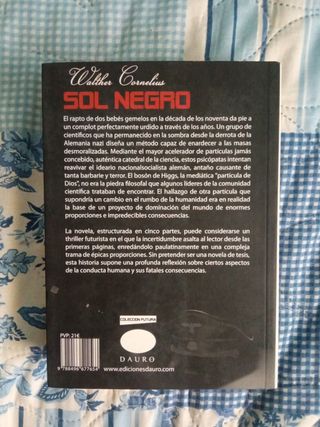 Walther Cornelius
SOL NEGRO
El rapto de dos bebés gemelos en la década de los noventa da pie a
un complot perfectamente urdido a través de los años. Un grupo de
científicos que ha permanecido en la sombra desde la derrota de la
Alemania nazi diseña un método capaz de enardecer a las masas
desmoralizadas. Mediante el mayor acelerador de partículas jamás
concebido, auténtica catedral de la ciencia, estos psicópatas intentan
reavivar el ideario nacionalsocialista alemán, antaño causante de
tanta barbarie y terror. El bosón de Higgs, la mediática "partícula de
Dios", no era la piedra filosofal que algunos líderes de la comunidad
científica trataban de encontrar. El hallazgo de otra partícula que
supondría un cambio en el rumbo de la humanidad era en realidad
la base de un proyecto de dominación del mundo de enormes
proporciones e impredecibles consecuencias.
La novela, estructurada en cinco partes, puede considerarse un
thriller futurista en el que la incertidumbre asalta al lector desde las
primeras páginas, enredándolo paulatinamente en una compleja
trama de épicas proporciones. Sin pretender ser una novela de tesis,
esta historia supone una profunda reflexión sobre ciertos aspectos
de la conducta humana y sus fatales consecuencias.
COLECCIÓN FUTURA
DAURO
www.edicionesdauro.com
PVP: 21€
9 788496 677654